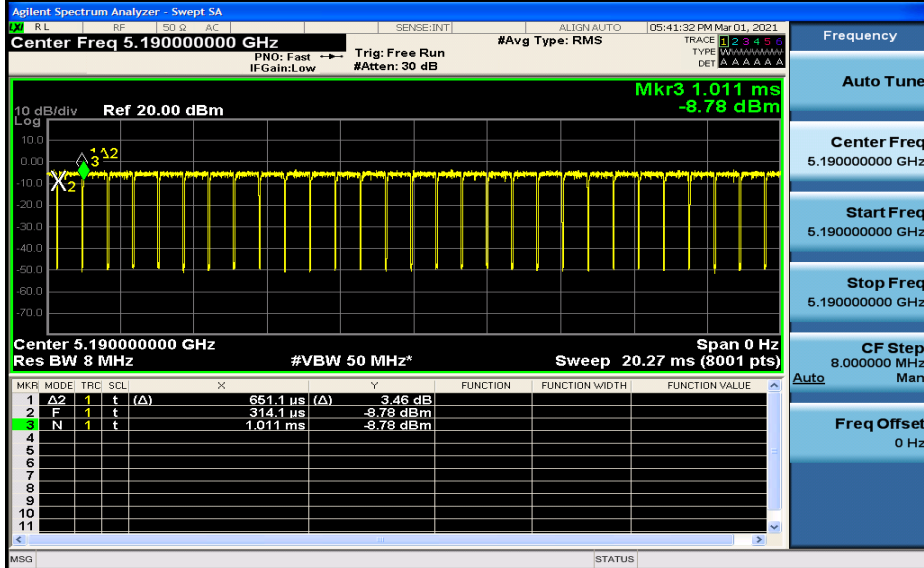 Agilent Spectrum Analyzer - Swept SA
LXI RL RF 50 Ω AC SENSE:INT ALIGN AUTO 05:41:32 PM Mar 01, 2021
Center Freq 5.190000000 GHz
PNO: Fast
IFGain:Low
Trig: Free Run
#Atten: 30 dB
#Avg Type: RMS
TRACE 1 2 3 4 5 6
TYPE W
DET A A A A A A
Mkr3 1.011 ms
-8.78 dBm
10 dB/div Ref 20.00 dBm
Log
10.0
0.00
-10.0
-20.0
-30.0
-40.0
-50.0
-60.0
-70.0
1Δ2
3
X2
Center 5.190000000 GHz Span 0 Hz
Res BW 8 MHz #VBW 50 MHz* Sweep 20.27 ms (8001 pts)
MKR MODE TRC SCL X Y FUNCTION FUNCTION WIDTH FUNCTION VALUE
1 Δ2 1 t (Δ) 651.1 µs (Δ) 3.46 dB
2 F 1 t 314.1 µs -8.78 dBm
3 N 1 t 1.011 ms -8.78 dBm
4
5
6
7
8
9
10
11
MSG STATUS
Frequency
Auto Tune
Center Freq
5.190000000 GHz
Start Freq
5.190000000 GHz
Stop Freq
5.190000000 GHz
CF Step
8.000000 MHz
Auto Man
Freq Offset
0 Hz